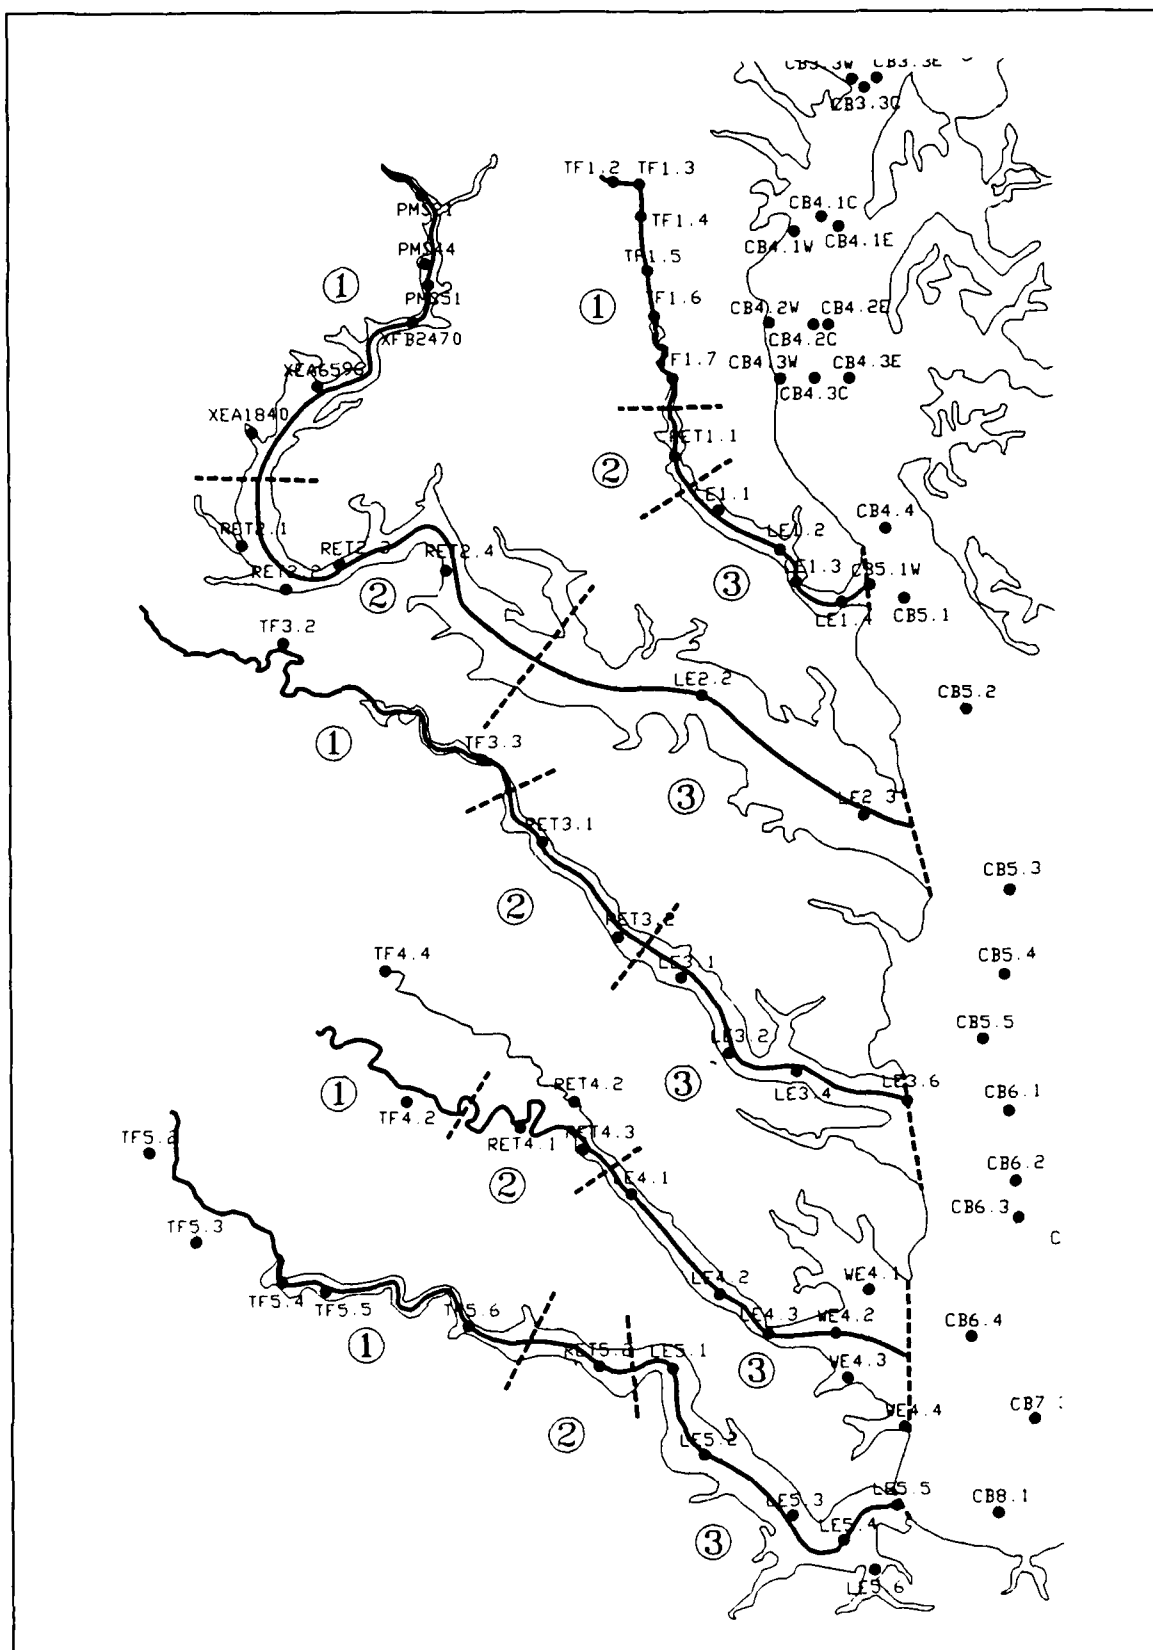 CB3.3W CB3.3E
CB3.3C
TF1.2 TF1.3
PMS
TF1.4
CB4.1C
CB4.1W CB4.1E
PMS44
TF1.5
①
PMS51
①
F1.6
CB4.2W CB4.2E
CB4.2C
XFB2470
XEA6596
F1.7
CB4.3W CB4.3E
CB4.3C
XEA1840
RET1.1
②
E1.1
CB4.4
RET2.1
RET2.3
RET2.4
LE1.2
RET2.2
②
③
LE1.3 CB5.1W
LE1.4 CB5.1
TF3.2
LE2.2
CB5.2
①
TF3.3
③
LE2.3
RET3.1
CB5.3
②
RET3.2
TF4.4
LE3.1
CB5.4
CB5.5
LE3.2
①
③
LE3.4
LE3.6
TF4.2
RET4.2
CB6.1
TF5.2
RET4.1
RET4.3
②
LE4.1
CB6.2
CB6.3
TF5.3
C
WE4.1
TF5.4
TF5.5
LE4.2
TF5.6
LE4.3 WE4.2
CB6.4
①
RET5.2 LE5.1
③
WE4.3
CB7
②
WE4.4
LE5.2
LE5.3
LE5.5
CB8.1
③
LE5.4
LE5.6